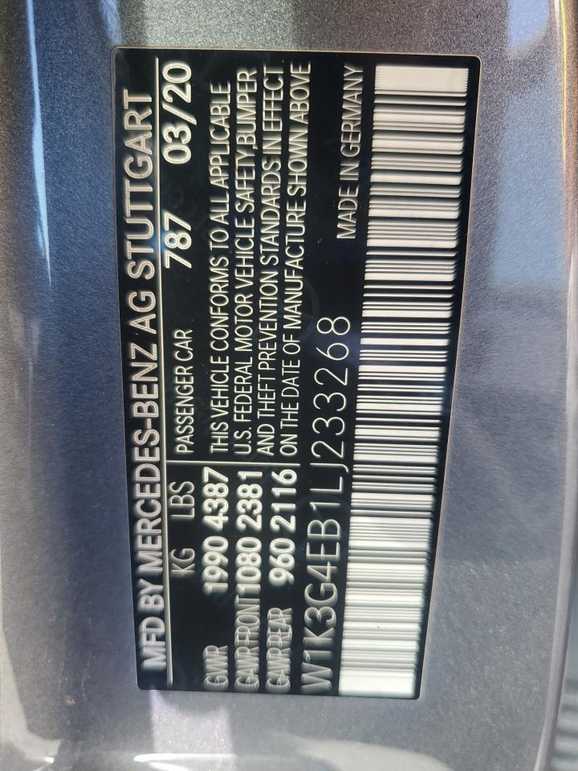 MFD BY MERCEDES-BENZ AG STUTTGART
KG LBS PASSENGER CAR 787 03/20
GVWR 1990 4387 THIS VEHICLE CONFORMS TO ALL APPLICABLE
GAWR FRONT 1080 2381 U.S. FEDERAL MOTOR VEHICLE SAFETY,BUMPER
GAWR REAR 960 2116 AND THEFT PREVENTION STANDARDS IN EFFECT
ON THE DATE OF MANUFACTURE SHOWN ABOVE
W1K3G4EB1LJ233268 MADE IN GERMANY